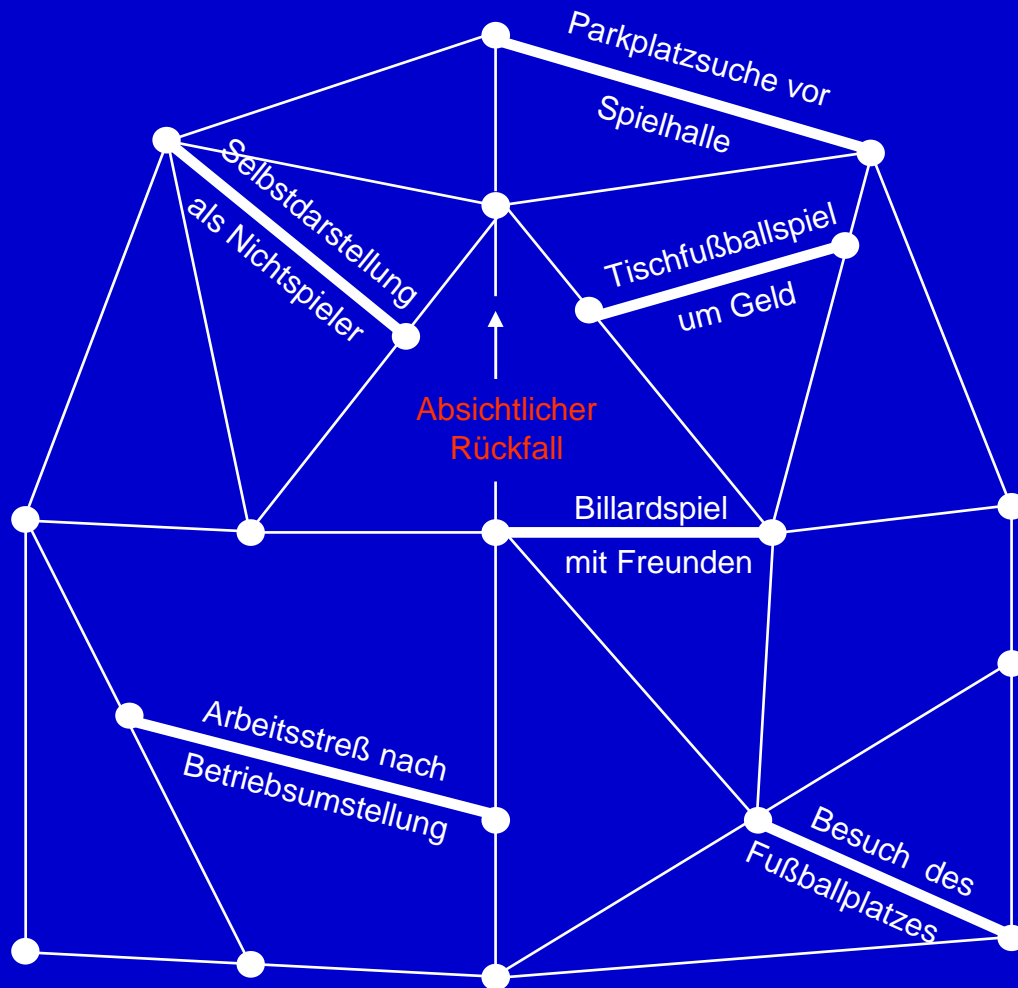 Parkplatzsuche vor
Spielhalle
Selbstdarstellung
als Nichtspieler
Tischfußballspiel
um Geld
Absichtlicher
Rückfall
Billardspiel
mit Freunden
Arbeitsstreß nach
Betriebsumstellung
Besuch des
Fußballplatzes